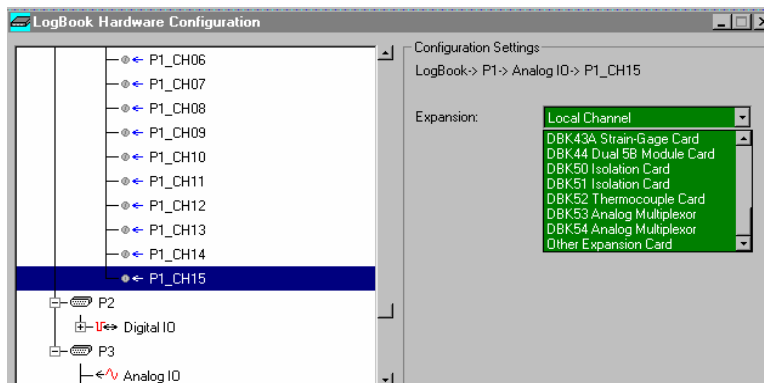 LogBook Hardware Configuration
P1_CH06
P1_CH07
P1_CH08
P1_CH09
P1_CH10
P1_CH11
P1_CH12
P1_CH13
P1_CH14
P1_CH15
P2
Digital IO
P3
Analog IO
Configuration Settings
LogBook-> P1-> Analog IO-> P1_CH15
Expansion:
Local Channel
DBK43A Strain-Gage Card
DBK44 Dual 5B Module Card
DBK50 Isolation Card
DBK51 Isolation Card
DBK52 Thermocouple Card
DBK53 Analog Multiplexor
DBK54 Analog Multiplexor
Other Expansion Card